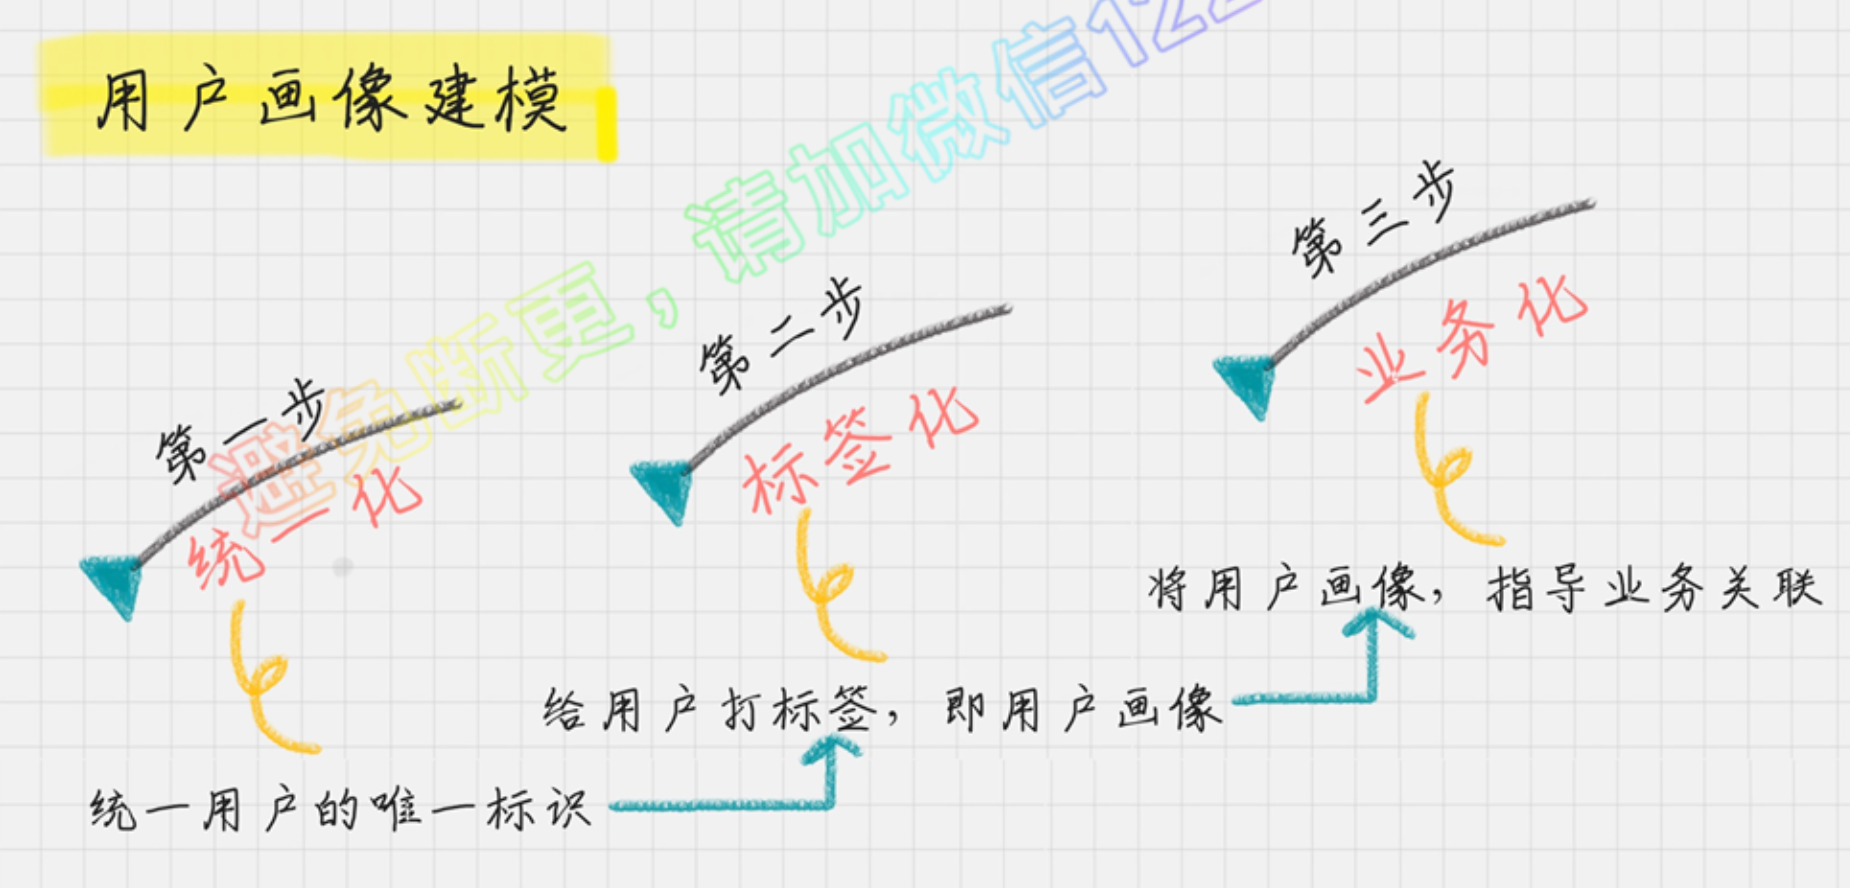 用户画像建模
避免断更，请加微信122
第一步
统一化
统一用户的唯一标识
第二步
标签化
给用户打标签，即用户画像
第三步
业务化
将用户画像，指导业务关联